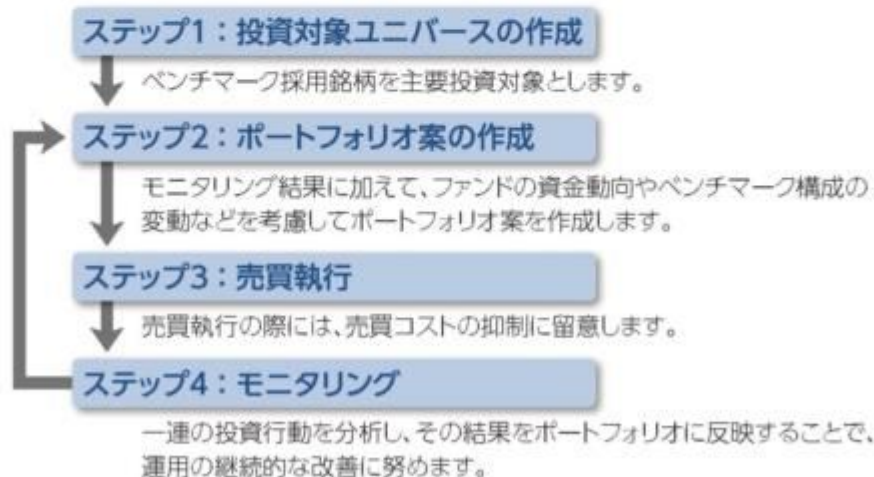 ステップ1：投資対象ユニバースの作成
ベンチマーク採用銘柄を主要投資対象とします。
ステップ2：ポートフォリオ案の作成
モニタリング結果に加えて、ファンドの資金動向やベンチマーク構成の
変動などを考慮してポートフォリオ案を作成します。
ステップ3：売買執行
売買執行の際には、売買コストの抑制に留意します。
ステップ4：モニタリング
一連の投資行動を分析し、その結果をポートフォリオに反映することで、
運用の継続的な改善に努めます。